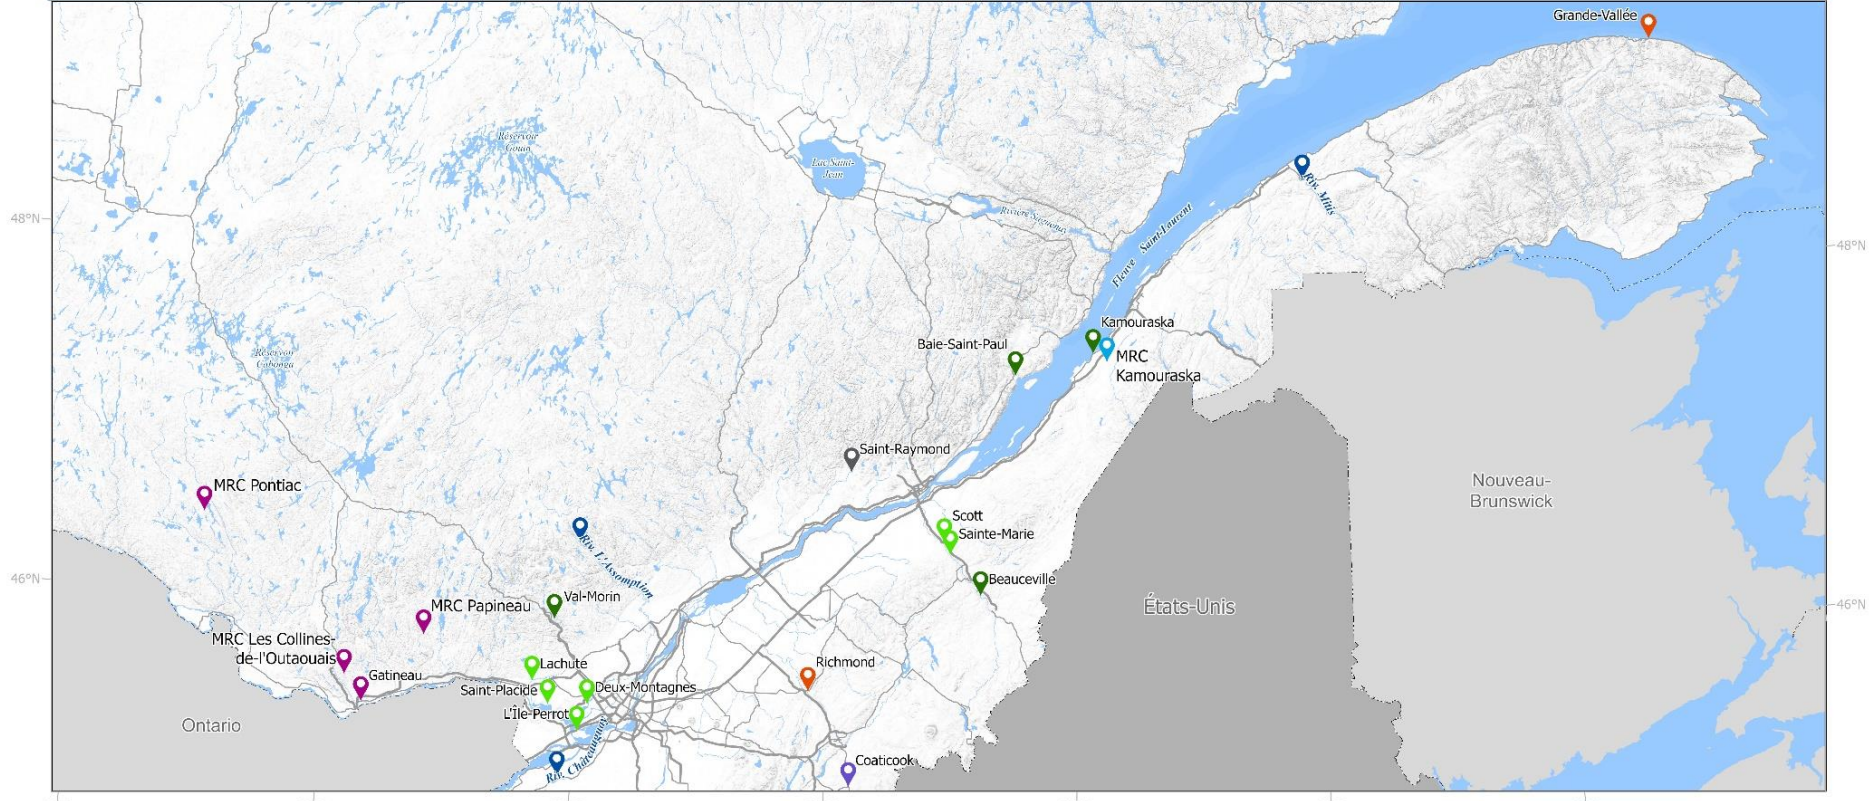 Grande-Vallée
Réservoir
Gouin
Lac Saint-
Jean
Riv. Mitis
Rivière Saguenay
Fleuve Saint-Laurent
48°N
48°N
Kamouraska
Baie-Saint-Paul
MRC
Kamouraska
Réservoir
Cabonga
Saint-Raymond
MRC Pontiac
Nouveau-
Brunswick
Scott
Sainte-Marie
Riv. L'Assomption
46°N
Beauceville
Val-Morin
États-Unis
46°N
MRC Papineau
MRC Les Collines-
de-l'Outaouais
Lachute
Richmond
Gatineau
Saint-Placide
Deux-Montagnes
L'Île-Perrot
Ontario
Riv. Châteauguay
Coaticook